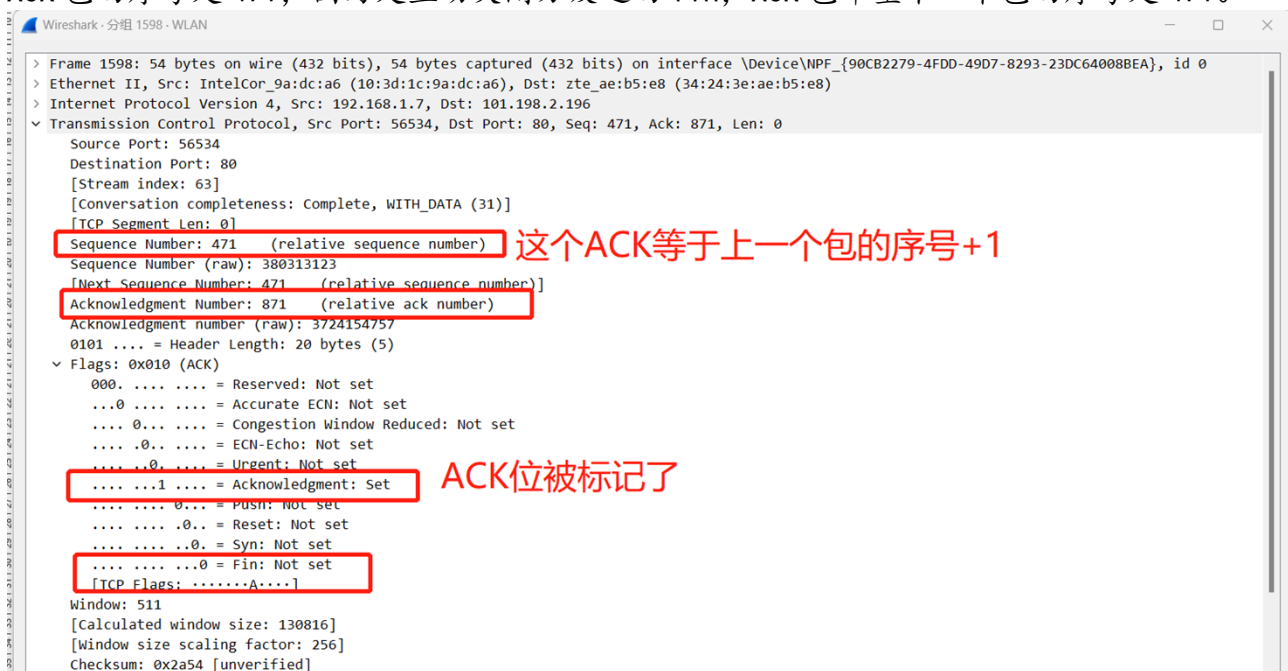 Wireshark · 分组 1598 · WLAN
> Frame 1598: 54 bytes on wire (432 bits), 54 bytes captured (432 bits) on interface \Device\NPF_{90CB2279-4FDD-49D7-8293-23DC64008BEA}, id 0
> Ethernet II, Src: IntelCor_9a:dc:a6 (10:3d:1c:9a:dc:a6), Dst: zte_ae:b5:e8 (34:24:3e:ae:b5:e8)
> Internet Protocol Version 4, Src: 192.168.1.7, Dst: 101.198.2.196
Transmission Control Protocol, Src Port: 56534, Dst Port: 80, Seq: 471, Ack: 871, Len: 0
Source Port: 56534
Destination Port: 80
[Stream index: 63]
[Conversation completeness: Complete, WITH_DATA (31)]
[TCP Segment Len: 0]
Sequence Number: 471 (relative sequence number) 这个ACK等于上一个包的序号+1
Sequence Number (raw): 380313123
[Next Sequence Number: 471 (relative sequence number)]
Acknowledgment Number: 871 (relative ack number)
Acknowledgment number (raw): 3724154757
0101 .... = Header Length: 20 bytes (5)
Flags: 0x010 (ACK)
000. .... .... = Reserved: Not set
...0 .... .... = Accurate ECN: Not set
.... 0... .... = Congestion Window Reduced: Not set
.... .0.. .... = ECN-Echo: Not set
.... ..0. .... = Urgent: Not set
.... ...1 .... = Acknowledgment: Set ACK位被标记了
.... .... 0... = Push: Not set
.... .... .0.. = Reset: Not set
.... .... ..0. = Syn: Not set
.... .... ...0 = Fin: Not set
[TCP Flags: ·······A····]
Window: 511
[Calculated window size: 130816]
[Window size scaling factor: 256]
Checksum: 0x2a54 [unverified]